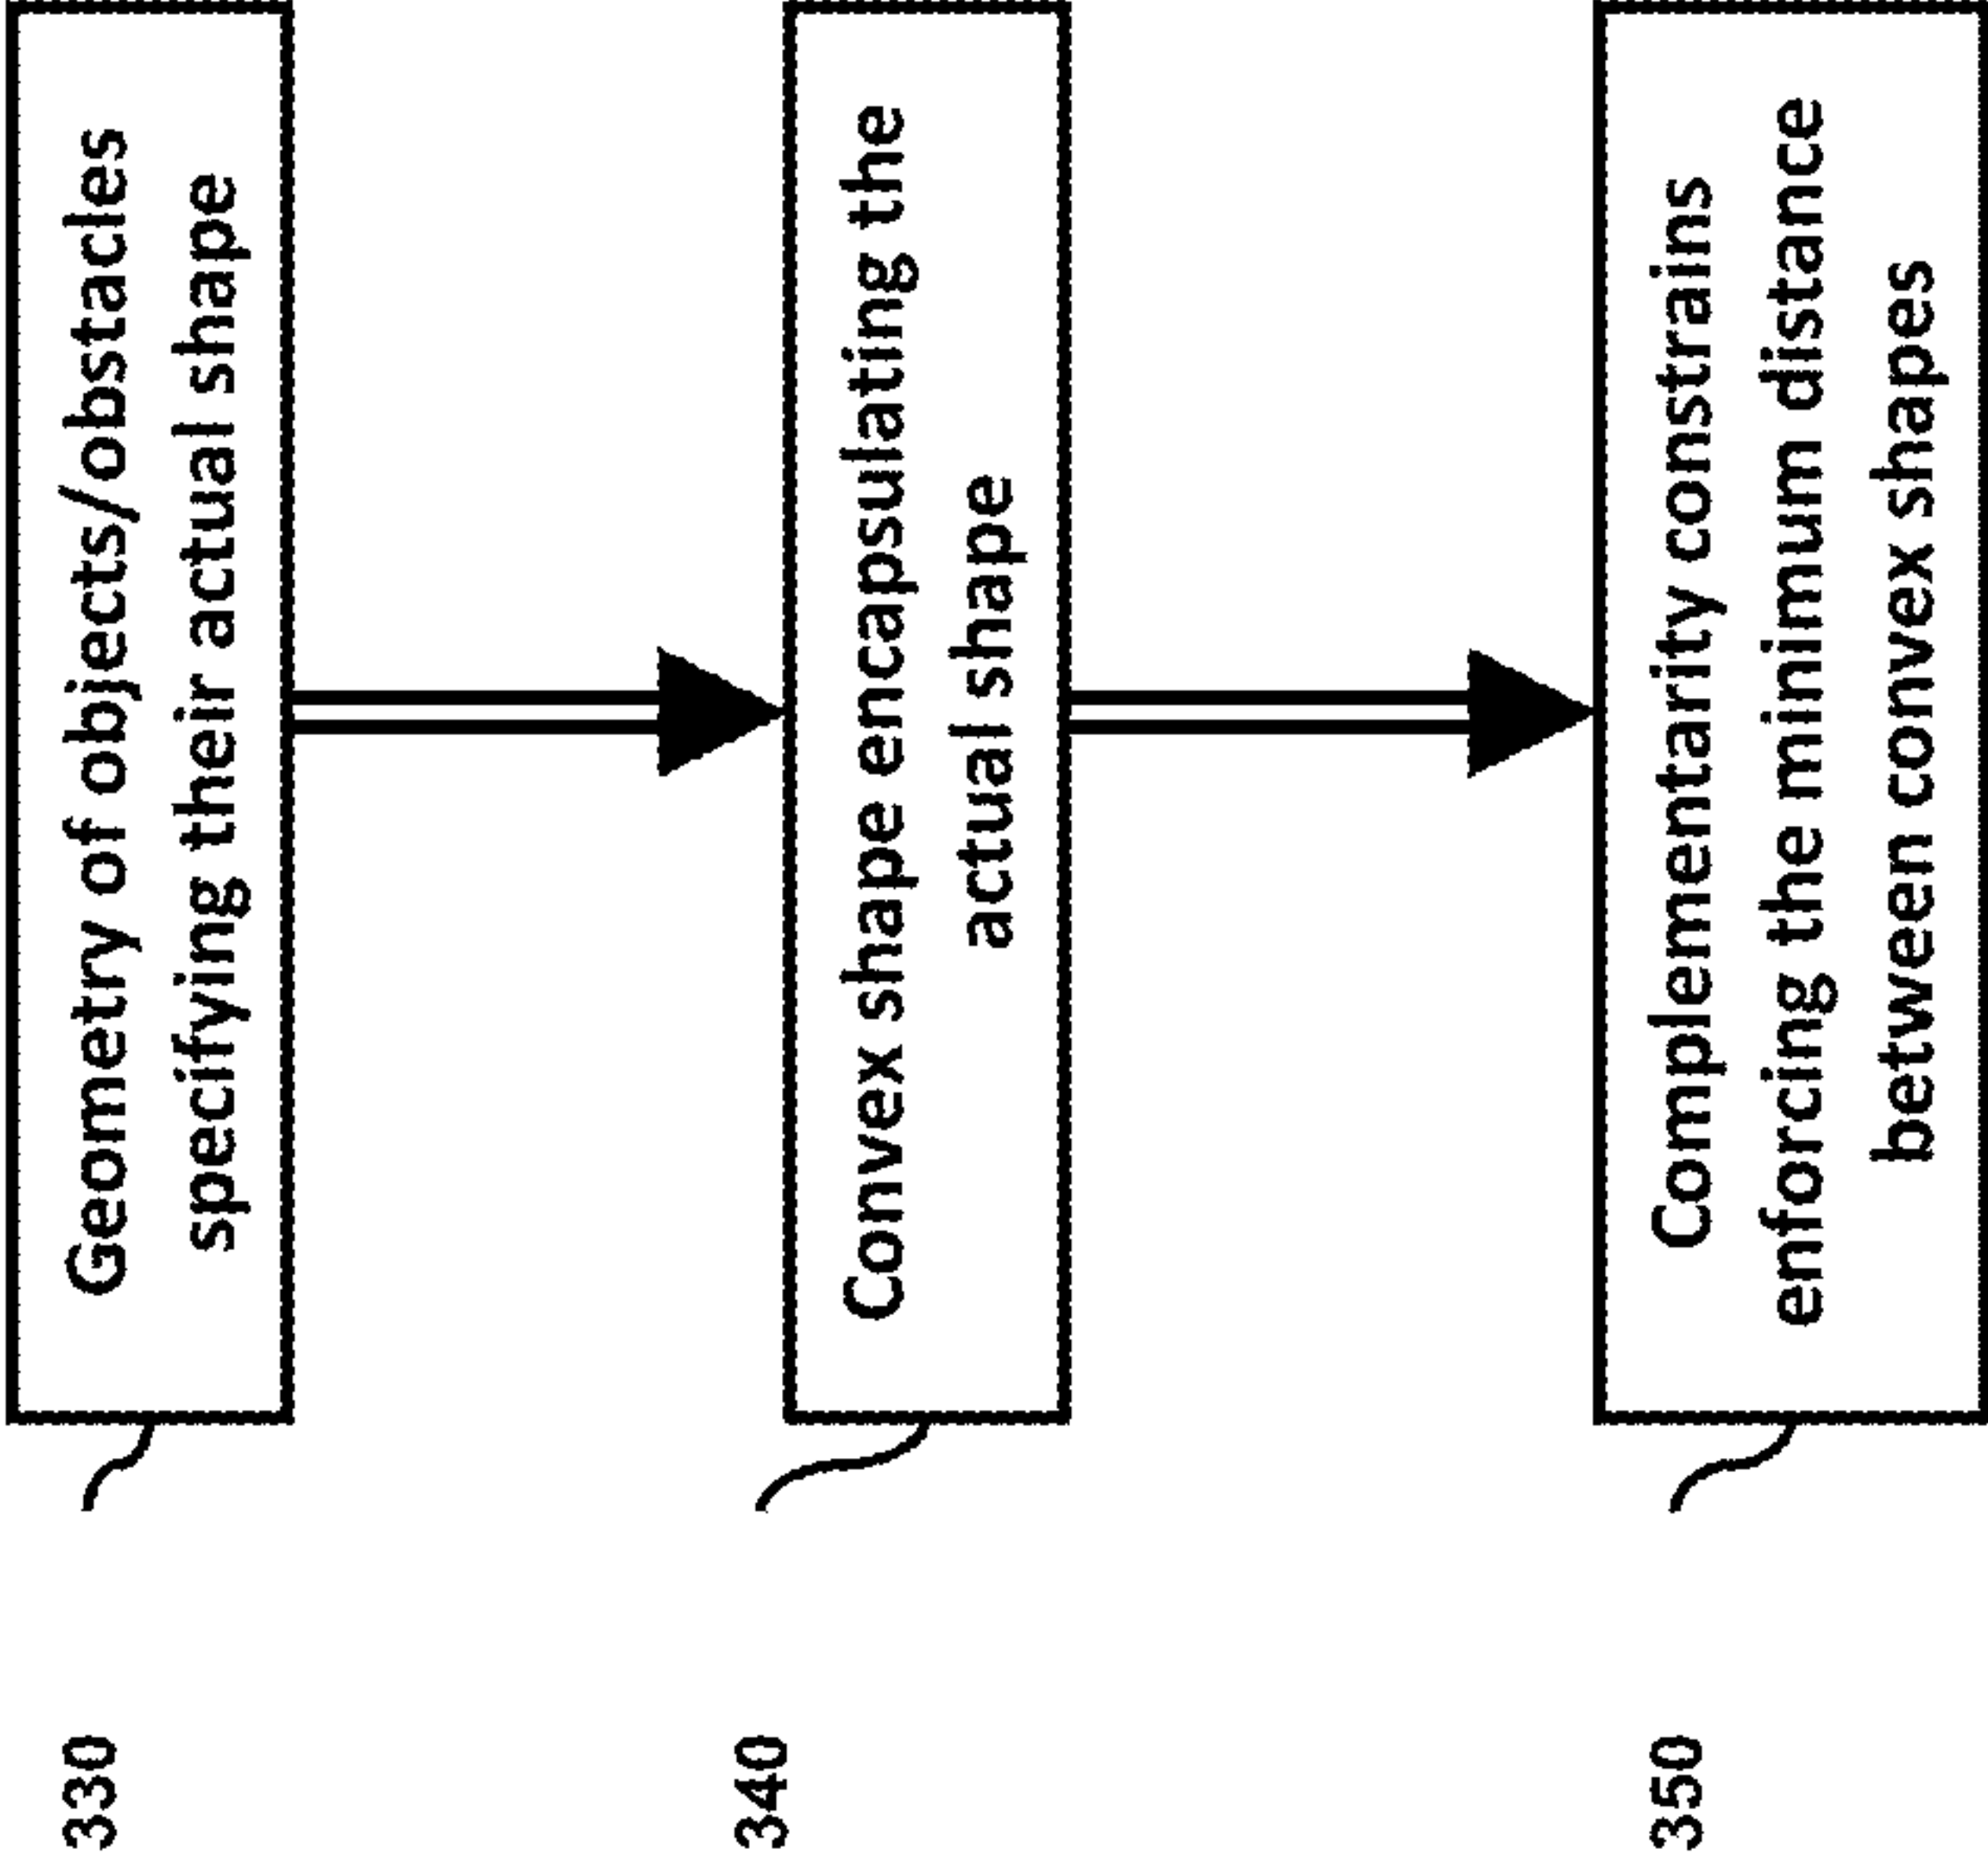 330
Geometry of objects/obstacles
specifying their actual shape
340
Convex shape encapsulating the
actual shape
350
Complementarity constrains
enforcing the minimum distance
between convex shapes